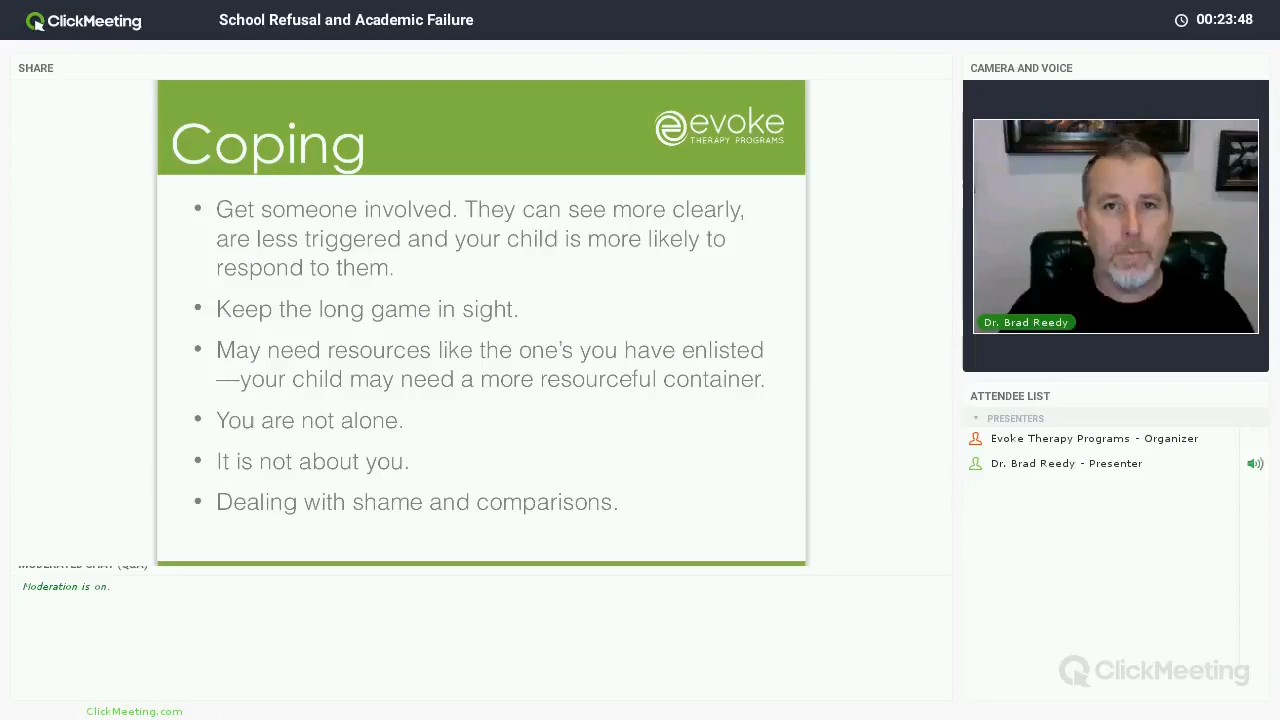 ClickMeeting
School Refusal and Academic Failure
00:23:48
SHARE
Coping
evoke
THERAPY PROGRAMS
• Get someone involved. They can see more clearly,
are less triggered and your child is more likely to
respond to them.
• Keep the long game in sight.
• May need resources like the one's you have enlisted
—your child may need a more resourceful container.
• You are not alone.
• It is not about you.
• Dealing with shame and comparisons.
MODERATED CHAT (Q&A)
Moderation is on.
CAMERA AND VOICE
Dr. Brad Reedy
ATTENDEE LIST
PRESENTERS
Evoke Therapy Programs - Organizer
Dr. Brad Reedy - Presenter
ClickMeeting
ClickMeeting.com